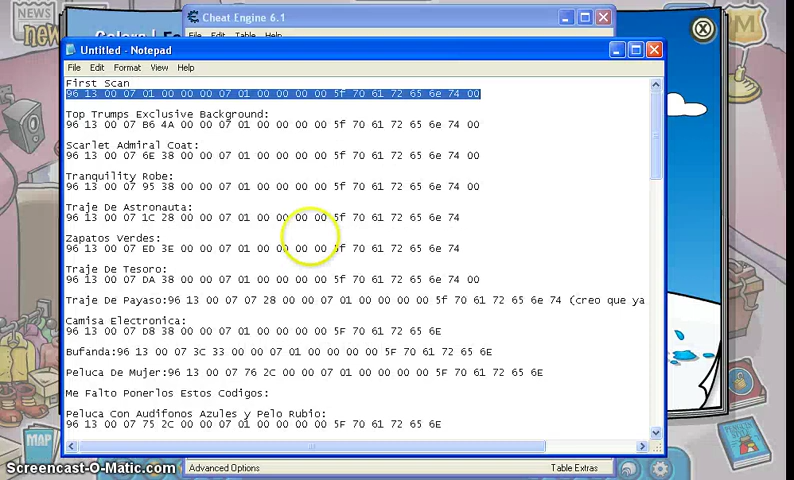 NEWS
new
Cheat Engine 6.1
File Edit Table Help
Untitled - Notepad
File Edit Format View Help
First Scan
96 13 00 07 01 00 00 00 07 01 00 00 00 00 5f 70 61 72 65 6e 74 00
Top Trumps Exclusive Background:
96 13 00 07 B6 4A 00 00 07 01 00 00 00 00 5f 70 61 72 65 6e 74 00
Scarlet Admiral Coat:
96 13 00 07 6E 38 00 00 07 01 00 00 00 00 5f 70 61 72 65 6e 74 00
Tranquility Robe:
96 13 00 07 95 38 00 00 07 01 00 00 00 00 5f 70 61 72 65 6e 74 00
Traje De Astronauta:
96 13 00 07 1C 28 00 00 07 01 00 00 00 00 5f 70 61 72 65 6e 74
Zapatos Verdes:
96 13 00 07 ED 3E 00 00 07 01 00 00 00 00 5f 70 61 72 65 6e 74
Traje De Tesoro:
96 13 00 07 DA 38 00 00 07 01 00 00 00 00 5f 70 61 72 65 6e 74 00
Traje De Payaso:96 13 00 07 07 28 00 00 07 01 00 00 00 00 5f 70 61 72 65 6e 74 (creo que ya
Camisa Electronica:
96 13 00 07 D8 38 00 00 07 01 00 00 00 00 5F 70 61 72 65 6E
Bufanda:96 13 00 07 3C 33 00 00 07 01 00 00 00 00 5F 70 61 72 65 6E
Peluca De Mujer:96 13 00 07 76 2C 00 00 07 01 00 00 00 00 5F 70 61 72 65 6E
Me Falto Ponerlos Estos Codigos:
Peluca Con Audifonos Azules y Pelo Rubio:
96 13 00 07 75 2C 00 00 07 01 00 00 00 00 5F 70 61 72 65 6E
MAP
PENGUIN STYLE
Advanced Options
Table Extras
Screencast-O-Matic.com